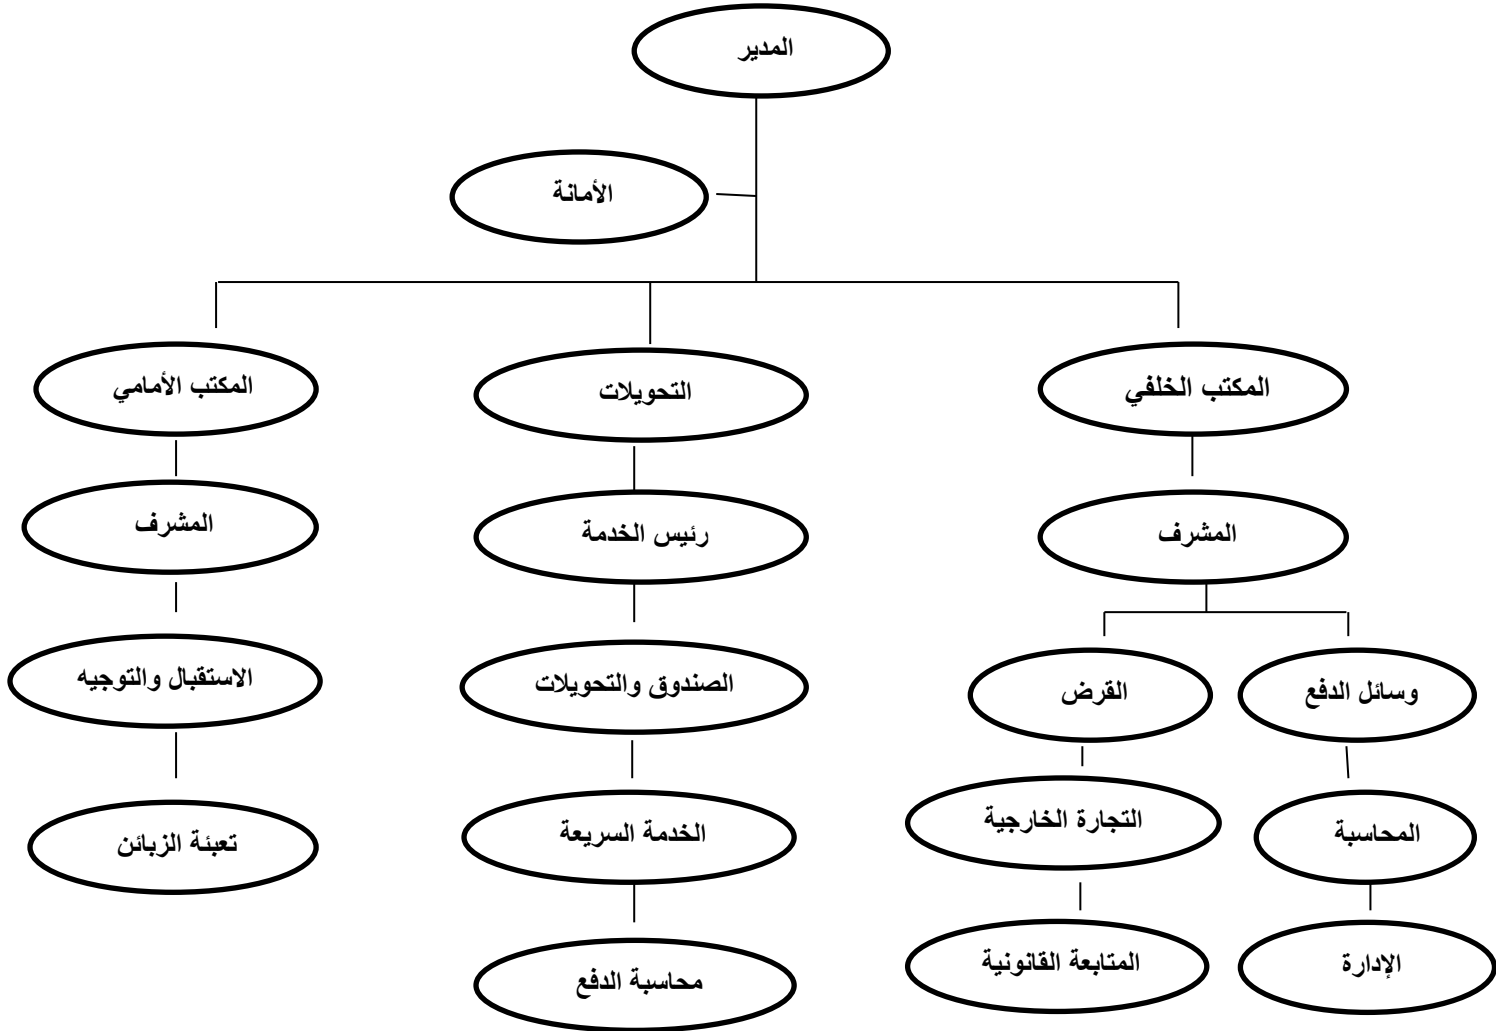 المدير
الأمانة
المكتب الخلفي
التحويلات
المكتب الأمامي
المشرف
رئيس الخدمة
المشرف
وسائل الدفع
القرض
الصندوق والتحويلات
الاستقبال والتوجيه
المحاسبة
التجارة الخارجية
الخدمة السريعة
تعبئة الزبائن
الإدارة
المتابعة القانونية
محاسبة الدفع